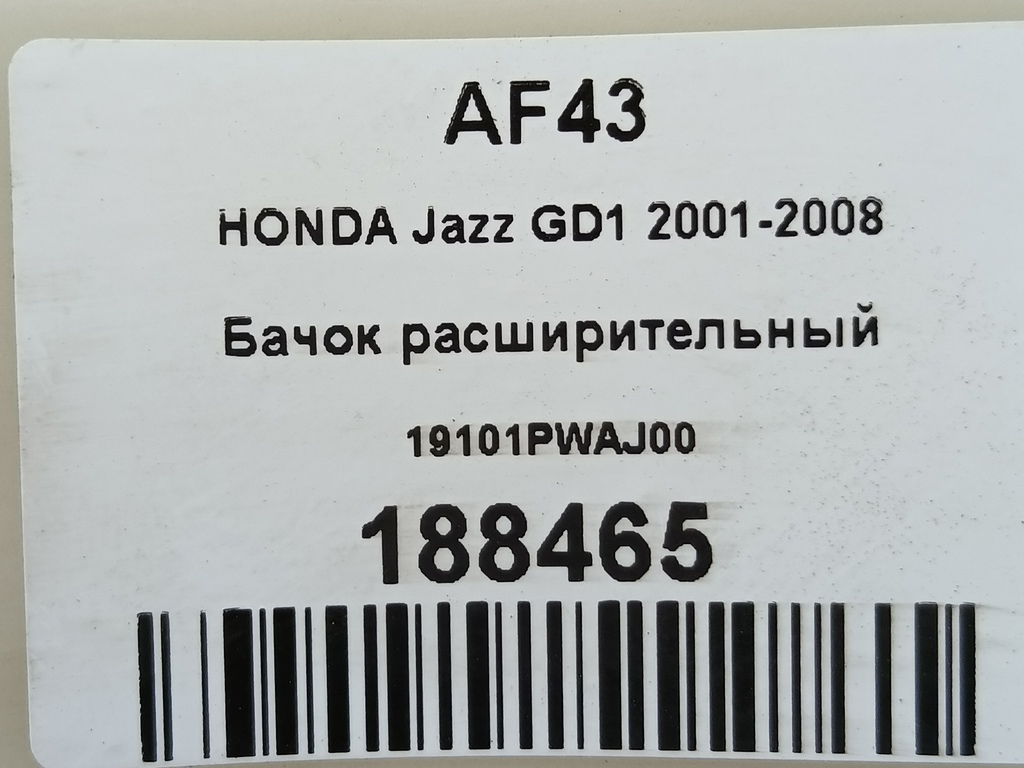 AF43
HONDA Jazz GD1 2001-2008
Бачок расширительный
19101PWAJ00
188465